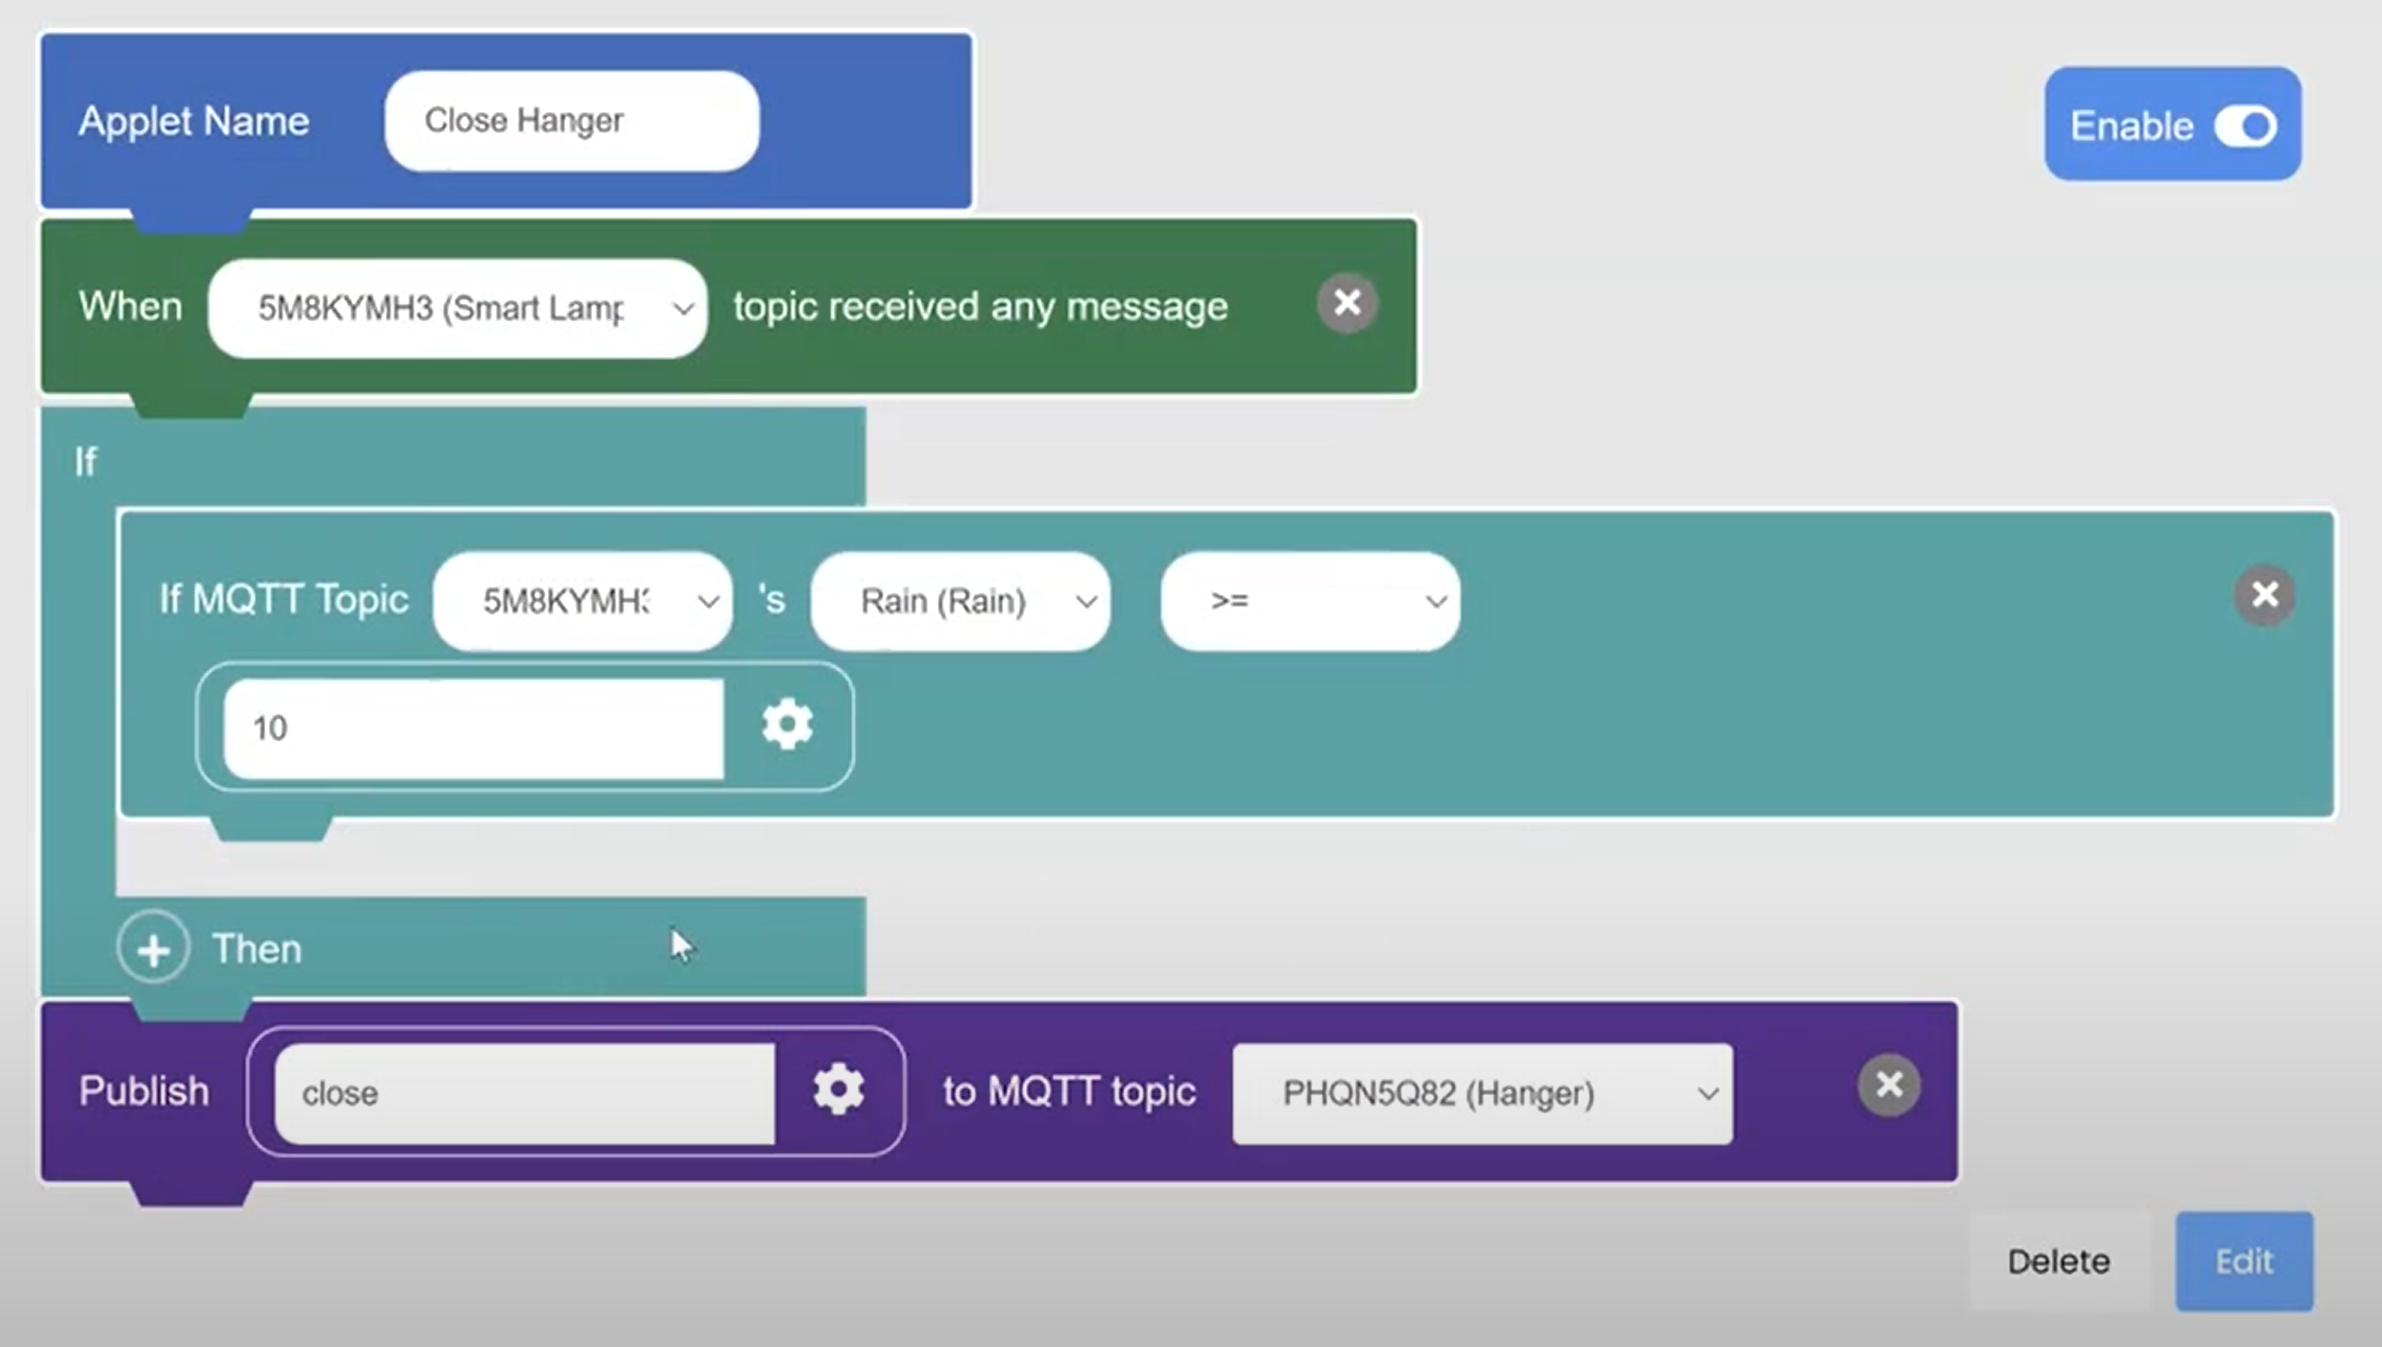 Applet Name Close Hanger
Enable
When 5M8KYMH3 (Smart Lamp topic received any message
If
If MQTT Topic 5M8KYMH3 's Rain (Rain) >=
10
Then
Publish close to MQTT topic PHQN5Q82 (Hanger)
Delete Edit